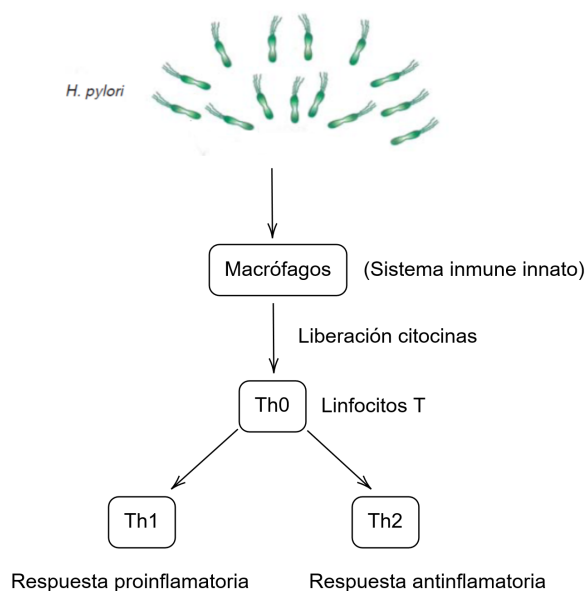 H. pylori
Macrófagos (Sistema inmune innato)
Liberación citocinas
Th0 Linfocitos T
Th1 Th2
Respuesta proinflamatoria Respuesta antinflamatoria